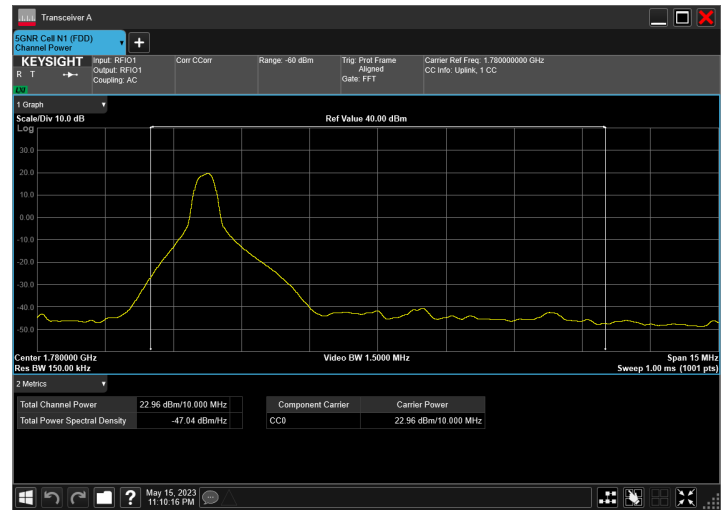 Transceiver A
5GNR Cell N1 (FDD)
Channel Power
KEYSIGHT
R T
LXI
Input: RFIO1
Output: RFIO1
Coupling: AC
Corr CCorr
Range: -60 dBm
Trig: Prot Frame
Aligned
Gate: FFT
Carrier Ref Freq: 1.780000000 GHz
CC Info: Uplink, 1 CC
1 Graph
Scale/Div 10.0 dB
Ref Value 40.00 dBm
Log
30.0
20.0
10.0
0.00
-10.0
-20.0
-30.0
-40.0
-50.0
Center 1.780000 GHz
Video BW 1.5000 MHz
Span 15 MHz
Res BW 150.00 kHz
Sweep 1.00 ms (1001 pts)
2 Metrics
Total Channel Power 22.96 dBm/10.000 MHz
Total Power Spectral Density -47.04 dBm/Hz
Component Carrier Carrier Power
CC0 22.96 dBm/10.000 MHz
?
May 15, 2023
11:10:16 PM